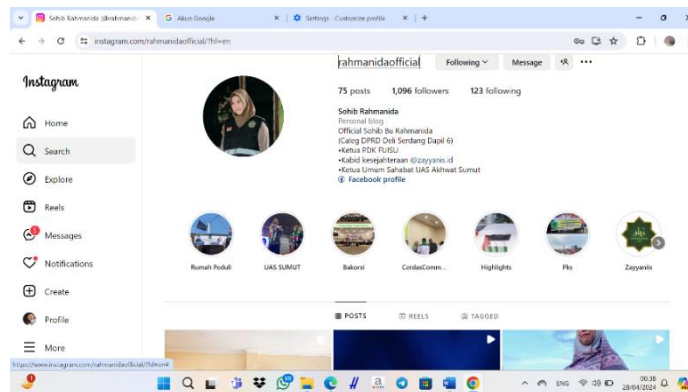 Sohib Rahmanida (@rahmanid
Akun Google
Settings - Customize profile
instagram.com/rahmanidaofficial/?hl=en
Instagram
Home
Search
Explore
Reels
Messages
Notifications
Create
Profile
More
rahmanidaofficial
Following
Message
75 posts 1,096 followers 123 following
Sohib Rahmanida
Personal blog
Official Sohib Bu Rahmanida
(Caleg DPRD Deli Serdang Dapil 6)
•Ketua PDK FUISU
•Kabid kesejahteraan @zayyanis.id
•Ketua Umum Sahabat UAS Akhwat Sumut
Facebook profile
Rumah Peduli
UAS SUMUT
Bakorsi
CerdasComm...
Highlights
Pks
Zayyanis
POSTS
REELS
TAGGED
https://www.instagram.com/rahmanidaofficial/?hl=en#
ENG
00.38
28/04/2024